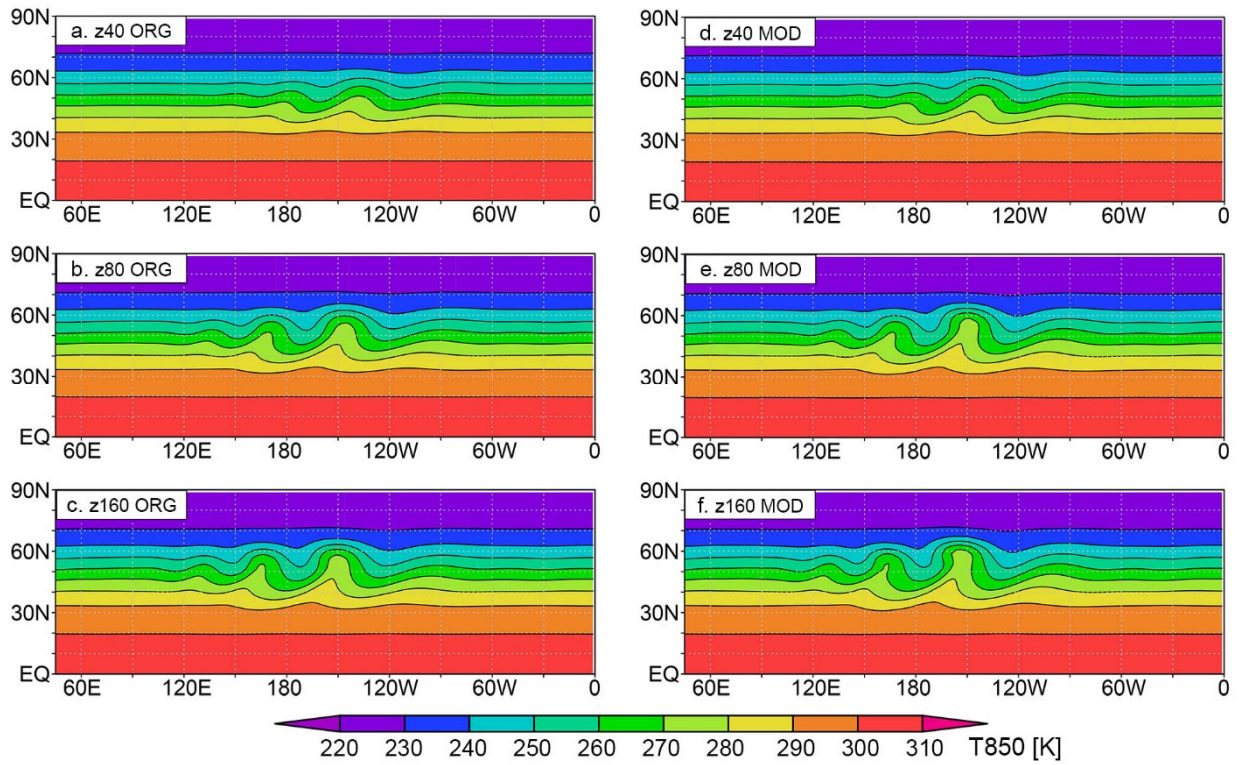 a. z40 ORG
90N
60N
30N
EQ
60E 120E 180 120W 60W 0
d. z40 MOD
90N
60N
30N
EQ
60E 120E 180 120W 60W 0
b. z80 ORG
90N
60N
30N
EQ
60E 120E 180 120W 60W 0
e. z80 MOD
90N
60N
30N
EQ
60E 120E 180 120W 60W 0
c. z160 ORG
90N
60N
30N
EQ
60E 120E 180 120W 60W 0
f. z160 MOD
90N
60N
30N
EQ
60E 120E 180 120W 60W 0
220 230 240 250 260 270 280 290 300 310 T850 [K]